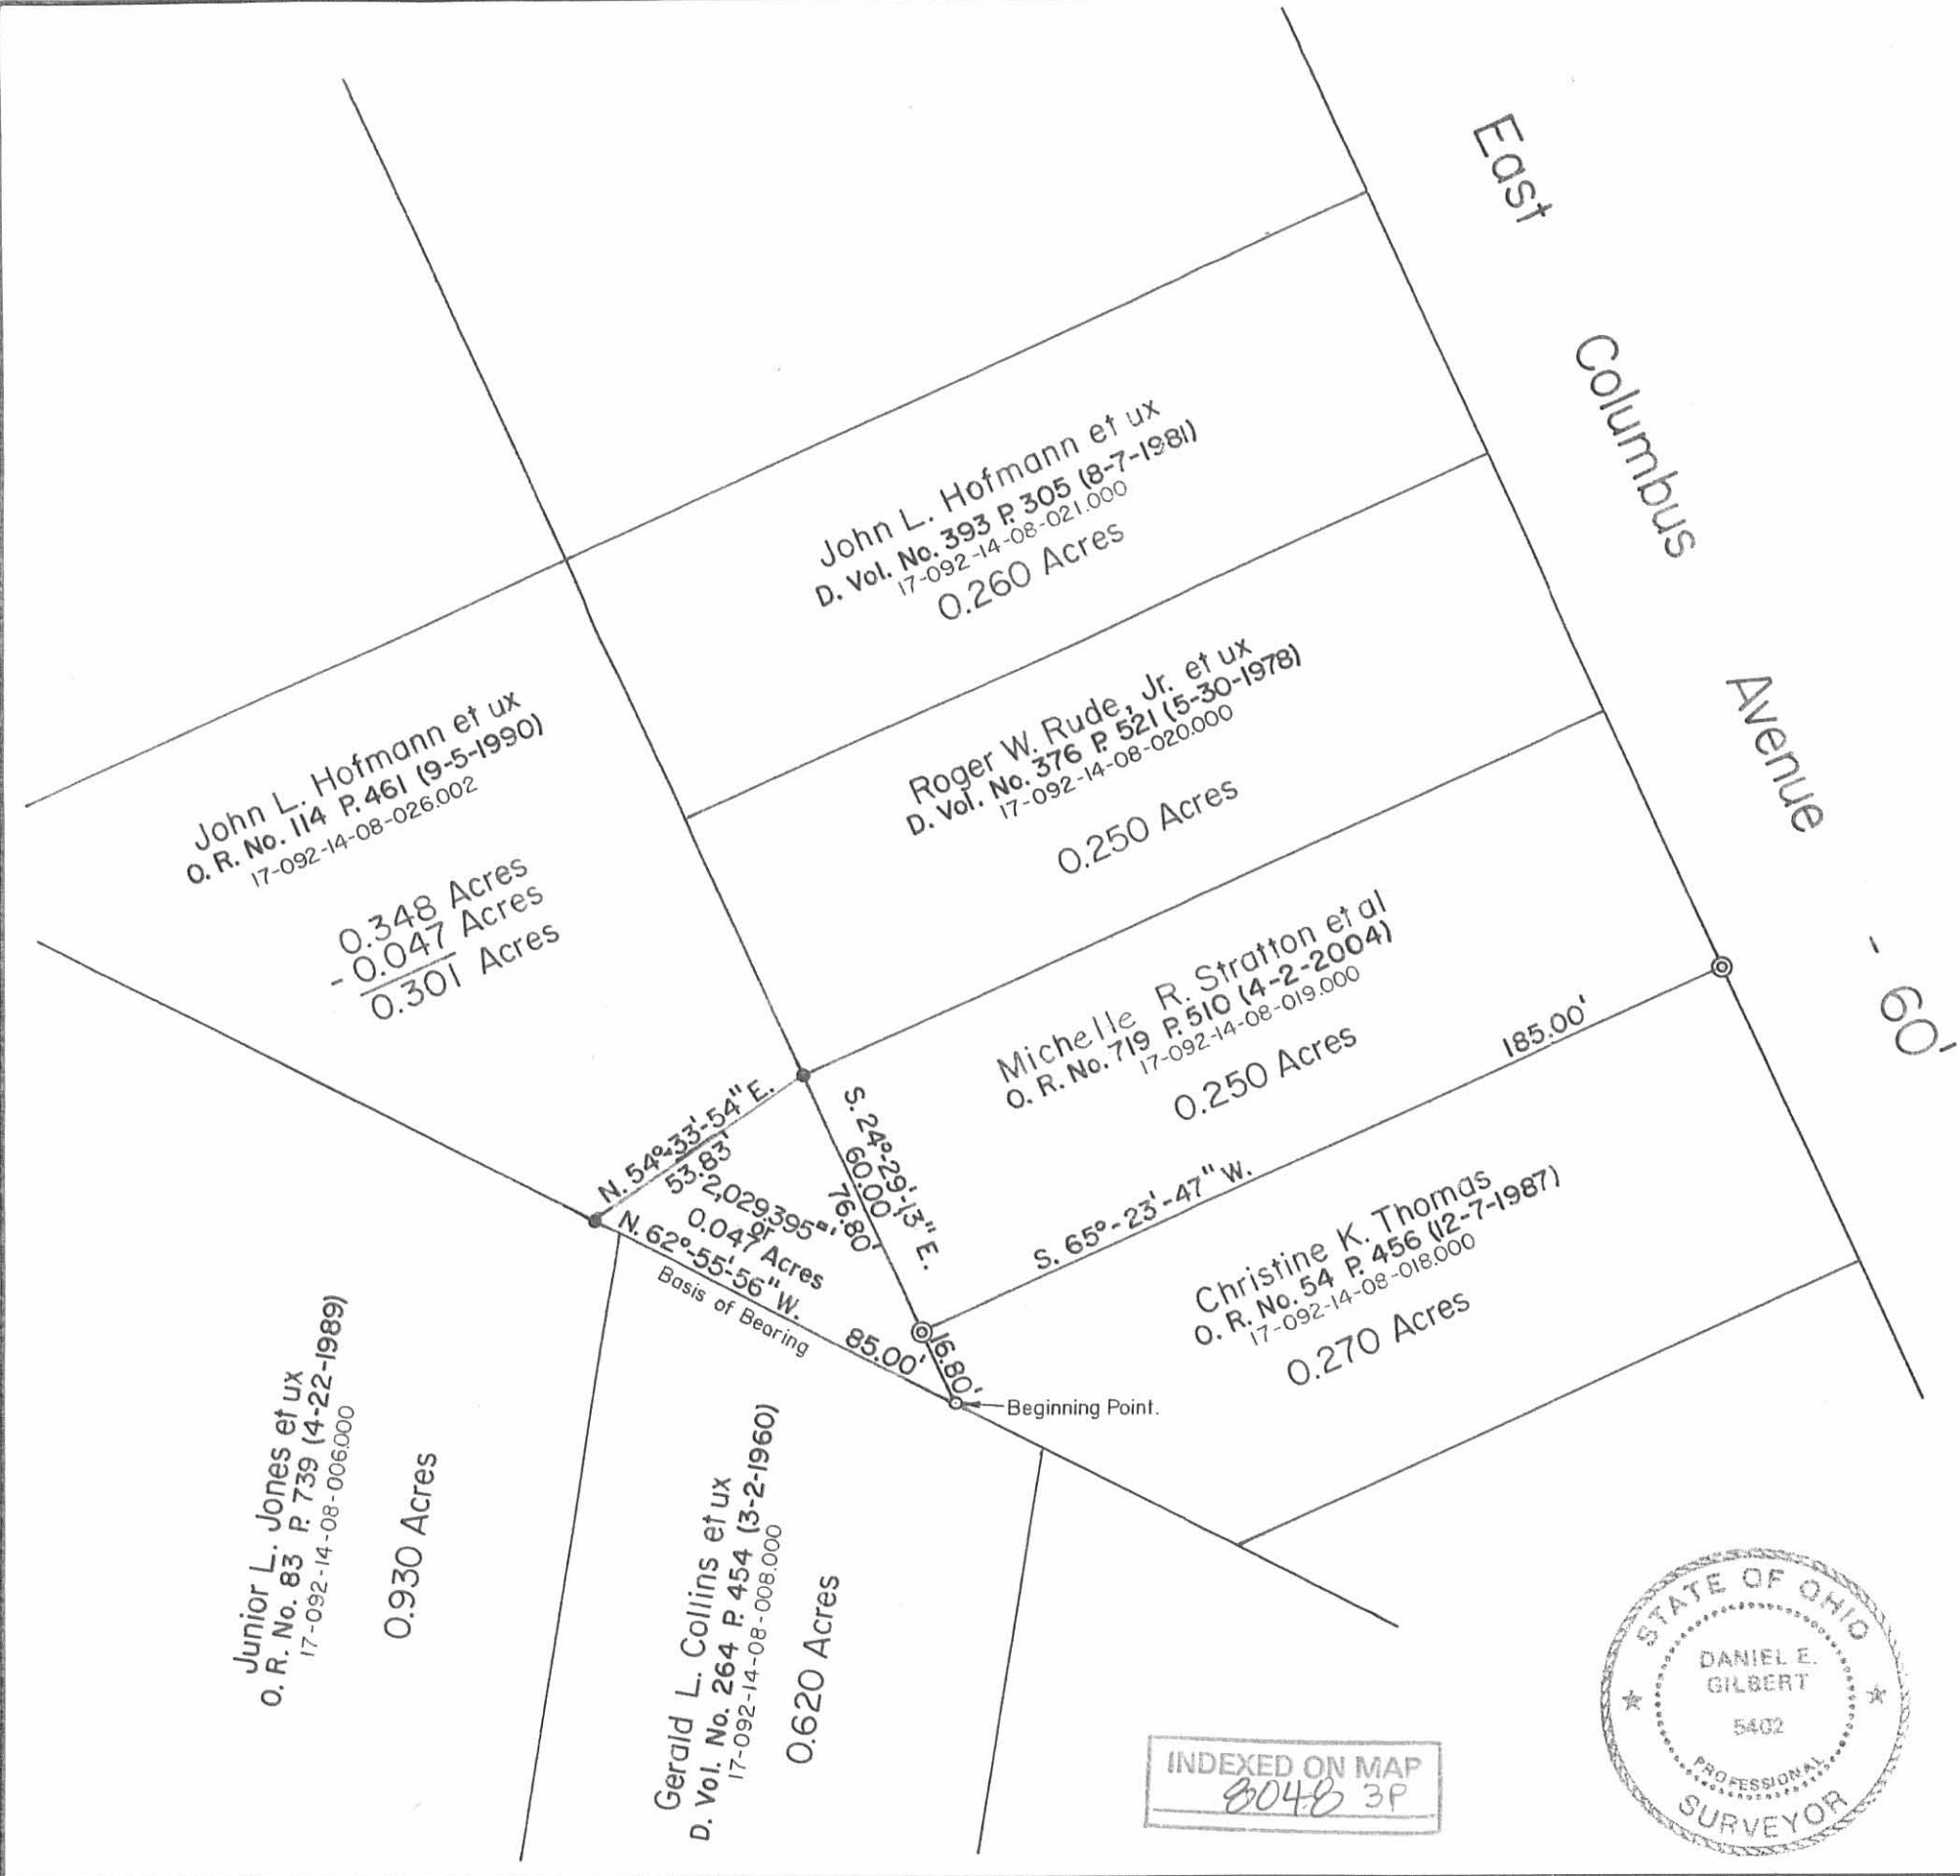 East Columbus Avenue - 60'
John L. Hofmann et ux
D. Vol. No. 393 P. 305 (8-7-1981)
17-092-14-08-021.000
0.260 Acres
Roger W. Rude, Jr. et ux
D. Vol. No. 376 P. 521 (5-30-1978)
17-092-14-08-020.000
0.250 Acres
John L. Hofmann et ux
O. R. No. 114 P. 461 (9-5-1990)
17-092-14-08-026.002
0.348 Acres
- 0.047 Acres
0.301 Acres
Michelle R. Stratton et al
O. R. No. 719 P. 510 (4-2-2004)
17-092-14-08-019.000
0.250 Acres
185.00'
S. 65°-23'-47" W.
N. 54°-33'-54" E.
53.83'
S. 24°-29'-13" E.
60.00'
76.80'
2,029.395 □'
or
0.047 Acres
N. 62°-55'-56" W.
Basis of Bearing
85.00'
16.80'
Beginning Point.
Christine K. Thomas
O. R. No. 54 P. 456 (12-7-1987)
17-092-14-08-018.000
0.270 Acres
Junior L. Jones et ux
O. R. No. 83 P. 739 (4-22-1989)
17-092-14-08-006.000
0.930 Acres
Gerald L. Collins et ux
D. Vol. No. 264 P. 454 (3-2-1960)
17-092-14-08-008.000
0.620 Acres
INDEXED ON MAP
8048 3P
STATE OF OHIO
DANIEL E.
GILBERT
5402
PROFESSIONAL
SURVEYOR